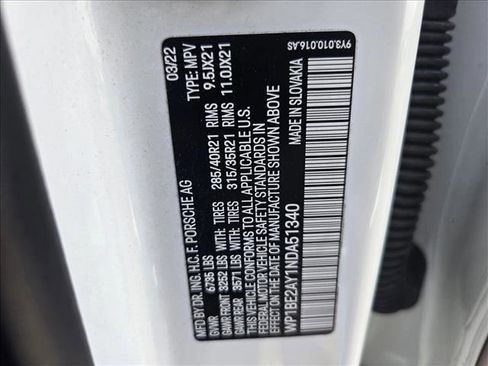 MFD BY DR. ING. H.C. F. PORSCHE AG 03/22
GVWR 6735 LBS TYPE: MPV
GAWR FRONT 3252 LBS WITH: TIRES 285/40R21 RIMS 9.5JX21
GAWR REAR 3571 LBS WITH: TIRES 315/35R21 RIMS 11.0JX21
THIS VEHICLE CONFORMS TO ALL APPLICABLE U.S.
FEDERAL MOTOR VEHICLE SAFETY STANDARDS IN
EFFECT ON THE DATE OF MANUFACTURE SHOWN ABOVE
WP1BE2AY1NDA51340 MADE IN SLOVAKIA
9Y3.010.016.AS